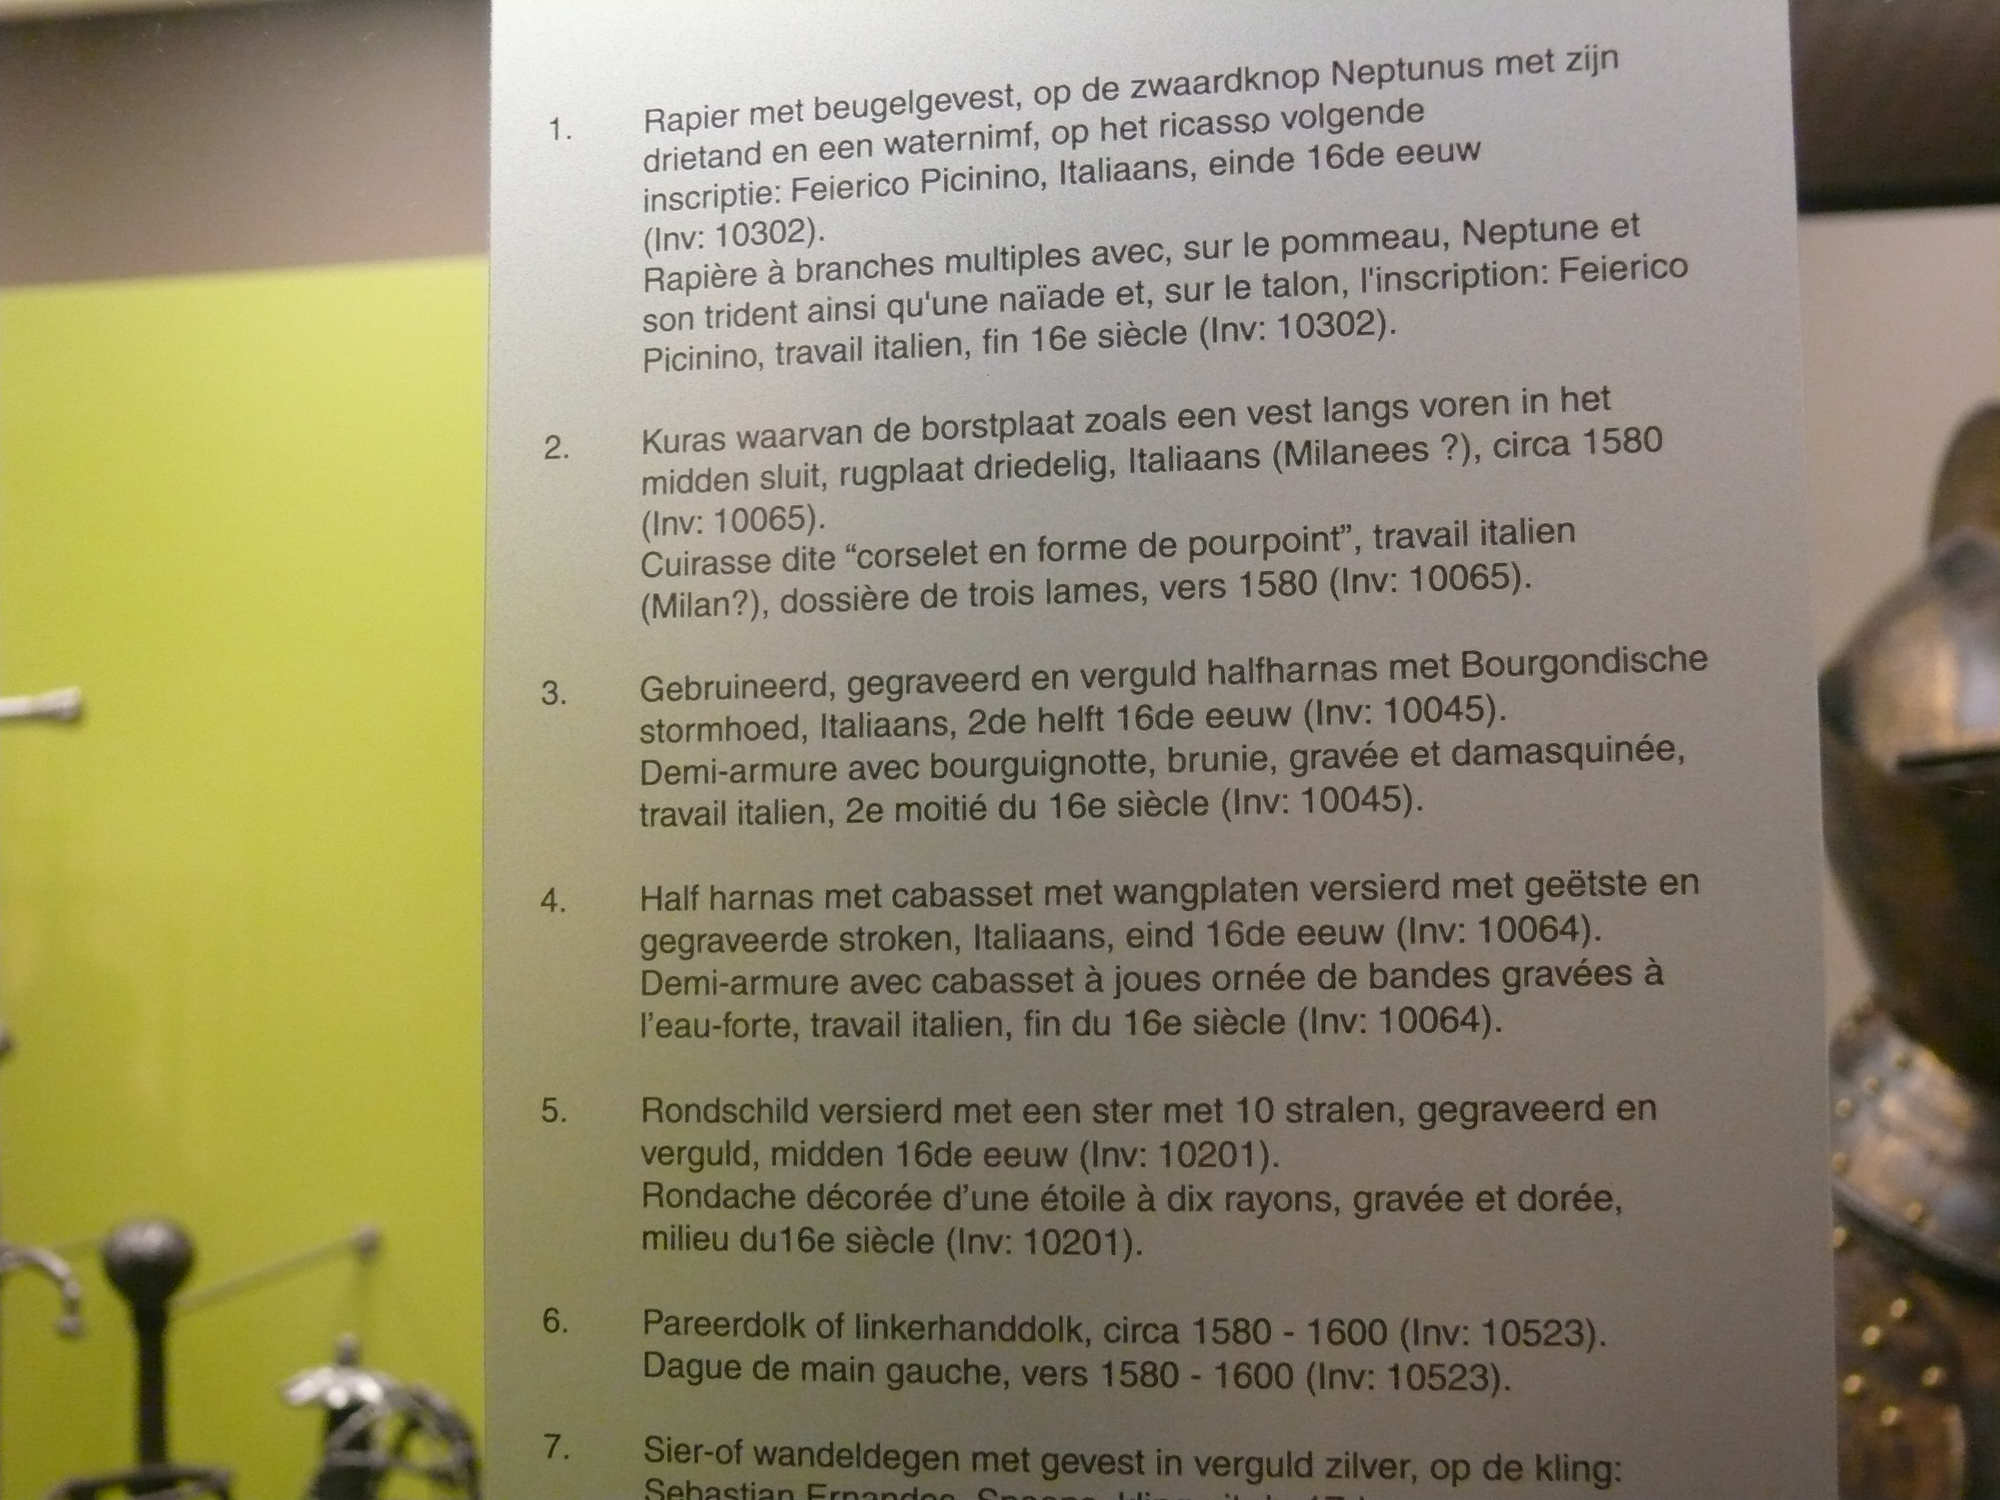 1. Rapier met beugelgevest, op de zwaardknop Neptunus met zijn
drietand en een waternimf, op het ricasso volgende
inscriptie: Feierico Picinino, Italiaans, einde 16de eeuw
(Inv: 10302).
Rapière à branches multiples avec, sur le pommeau, Neptune et
son trident ainsi qu'une naïade et, sur le talon, l'inscription: Feierico
Picinino, travail italien, fin 16e siècle (Inv: 10302).
2. Kuras waarvan de borstplaat zoals een vest langs voren in het
midden sluit, rugplaat driedelig, Italiaans (Milanees ?), circa 1580
(Inv: 10065).
Cuirasse dite “corselet en forme de pourpoint”, travail italien
(Milan?), dossière de trois lames, vers 1580 (Inv: 10065).
3. Gebruineerd, gegraveerd en verguld halfharnas met Bourgondische
stormhoed, Italiaans, 2de helft 16de eeuw (Inv: 10045).
Demi-armure avec bourguignotte, brunie, gravée et damasquinée,
travail italien, 2e moitié du 16e siècle (Inv: 10045).
4. Half harnas met cabasset met wangplaten versierd met geëtste en
gegraveerde stroken, Italiaans, eind 16de eeuw (Inv: 10064).
Demi-armure avec cabasset à joues ornée de bandes gravées à
l’eau-forte, travail italien, fin du 16e siècle (Inv: 10064).
5. Rondschild versierd met een ster met 10 stralen, gegraveerd en
verguld, midden 16de eeuw (Inv: 10201).
Rondache décorée d’une étoile à dix rayons, gravée et dorée,
milieu du16e siècle (Inv: 10201).
6. Pareerdolk of linkerhanddolk, circa 1580 - 1600 (Inv: 10523).
Dague de main gauche, vers 1580 - 1600 (Inv: 10523).
7. Sier-of wandeldegen met gevest in verguld zilver, op de kling:
Sebastian Ernandos